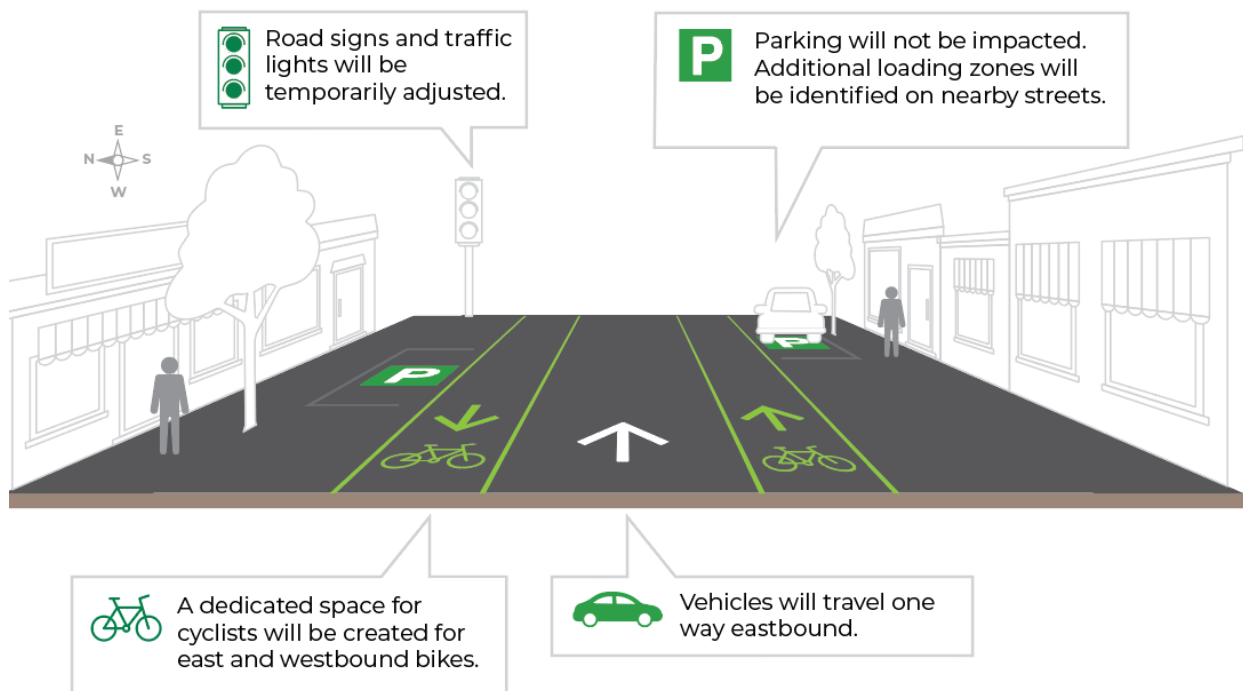 Road signs and traffic
lights will be
temporarily adjusted.
P
Parking will not be impacted.
Additional loading zones will
be identified on nearby streets.
E
N S
W
P
P
A dedicated space for
cyclists will be created for
east and westbound bikes.
Vehicles will travel one
way eastbound.